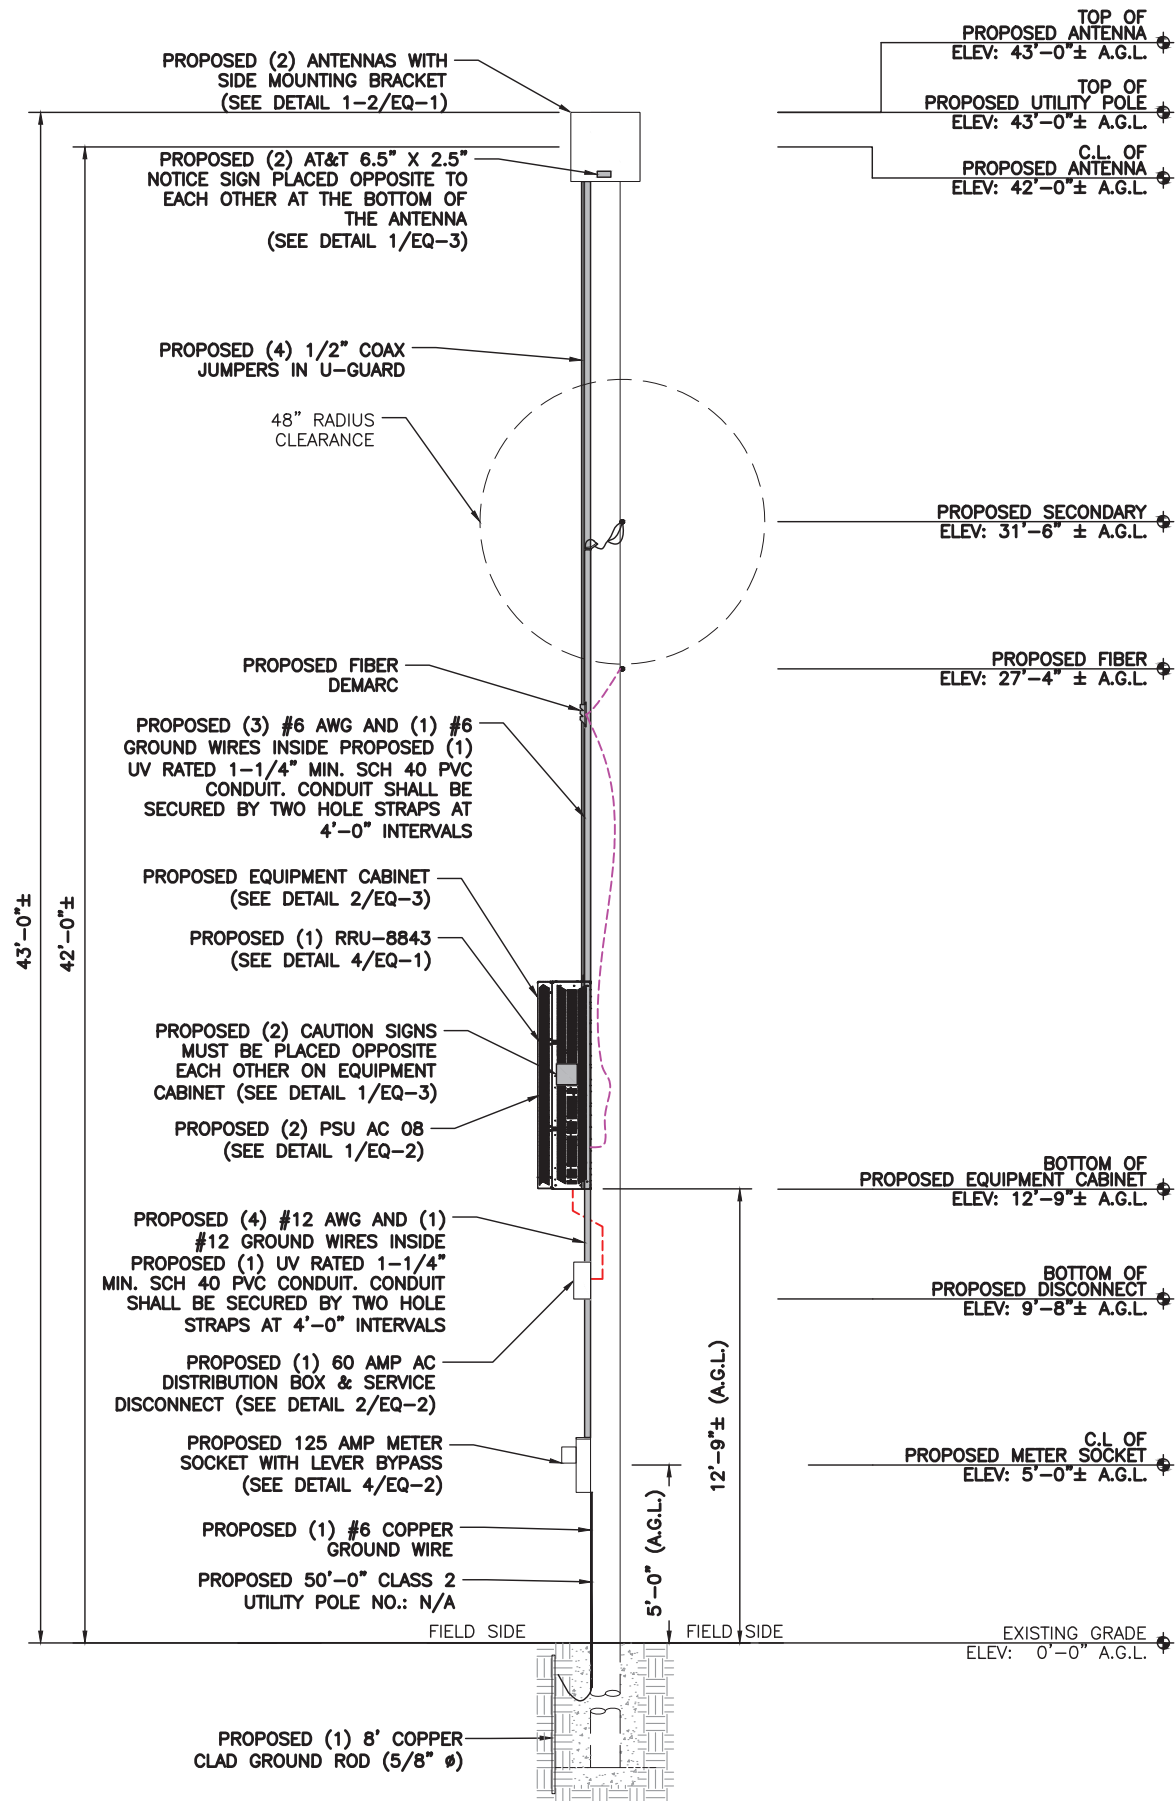 PROPOSED (2) ANTENNAS WITH
SIDE MOUNTING BRACKET
(SEE DETAIL 1-2/EQ-1)
PROPOSED (2) AT&T 6.5" X 2.5"
NOTICE SIGN PLACED OPPOSITE TO
EACH OTHER AT THE BOTTOM OF
THE ANTENNA
(SEE DETAIL 1/EQ-3)
PROPOSED (4) 1/2" COAX
JUMPERS IN U-GUARD
48" RADIUS
CLEARANCE
PROPOSED FIBER
DEMARC
PROPOSED (3) #6 AWG AND (1) #6
GROUND WIRES INSIDE PROPOSED (1)
UV RATED 1-1/4" MIN. SCH 40 PVC
CONDUIT. CONDUIT SHALL BE
SECURED BY TWO HOLE STRAPS AT
4'-0" INTERVALS
PROPOSED EQUIPMENT CABINET
(SEE DETAIL 2/EQ-3)
PROPOSED (1) RRU-8843
(SEE DETAIL 4/EQ-1)
PROPOSED (2) CAUTION SIGNS
MUST BE PLACED OPPOSITE
EACH OTHER ON EQUIPMENT
CABINET (SEE DETAIL 1/EQ-3)
PROPOSED (2) PSU AC 08
(SEE DETAIL 1/EQ-2)
PROPOSED (4) #12 AWG AND (1)
#12 GROUND WIRES INSIDE
PROPOSED (1) UV RATED 1-1/4"
MIN. SCH 40 PVC CONDUIT. CONDUIT
SHALL BE SECURED BY TWO HOLE
STRAPS AT 4'-0" INTERVALS
PROPOSED (1) 60 AMP AC
DISTRIBUTION BOX & SERVICE
DISCONNECT (SEE DETAIL 2/EQ-2)
PROPOSED 125 AMP METER
SOCKET WITH LEVER BYPASS
(SEE DETAIL 4/EQ-2)
PROPOSED (1) #6 COPPER
GROUND WIRE
PROPOSED 50'-0" CLASS 2
UTILITY POLE NO.: N/A
FIELD SIDE
FIELD SIDE
PROPOSED (1) 8' COPPER
CLAD GROUND ROD (5/8" ø)
43'-0"±
42'-0"±
12'-9"± (A.G.L.)
5'-0" (A.G.L.)
TOP OF
PROPOSED ANTENNA
ELEV: 43'-0"± A.G.L.
TOP OF
PROPOSED UTILITY POLE
ELEV: 43'-0"± A.G.L.
C.L. OF
PROPOSED ANTENNA
ELEV: 42'-0"± A.G.L.
PROPOSED SECONDARY
ELEV: 31'-6" ± A.G.L.
PROPOSED FIBER
ELEV: 27'-4" ± A.G.L.
BOTTOM OF
PROPOSED EQUIPMENT CABINET
ELEV: 12'-9"± A.G.L.
BOTTOM OF
PROPOSED DISCONNECT
ELEV: 9'-8"± A.G.L.
C.L OF
PROPOSED METER SOCKET
ELEV: 5'-0"± A.G.L.
EXISTING GRADE
ELEV: 0'-0" A.G.L.